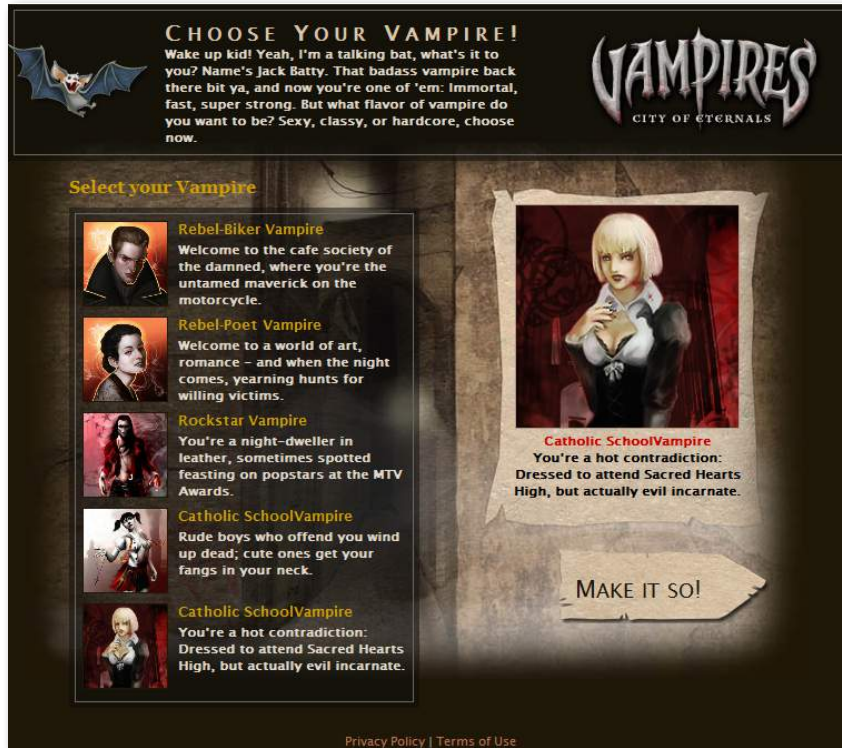 Choose Your Vampire!
Wake up kid! Yeah, I'm a talking bat, what's it to
you? Name's Jack Batty. That badass vampire back
there bit ya, and now you're one of 'em: Immortal,
fast, super strong. But what flavor of vampire do
you want to be? Sexy, classy, or hardcore, choose
now.
VAMPIRES
CITY OF ETERNALS
Select your Vampire
Rebel-Biker Vampire
Welcome to the cafe society of
the damned, where you're the
untamed maverick on the
motorcycle.
Rebel-Poet Vampire
Welcome to a world of art,
romance - and when the night
comes, yearning hunts for
willing victims.
Rockstar Vampire
You're a night-dweller in
leather, sometimes spotted
feasting on popstars at the MTV
Awards.
Catholic SchoolVampire
Rude boys who offend you wind
up dead; cute ones get your
fangs in your neck.
Catholic SchoolVampire
You're a hot contradiction:
Dressed to attend Sacred Hearts
High, but actually evil incarnate.
Catholic SchoolVampire
You're a hot contradiction:
Dressed to attend Sacred Hearts
High, but actually evil incarnate.
Make it so!
Privacy Policy | Terms of Use